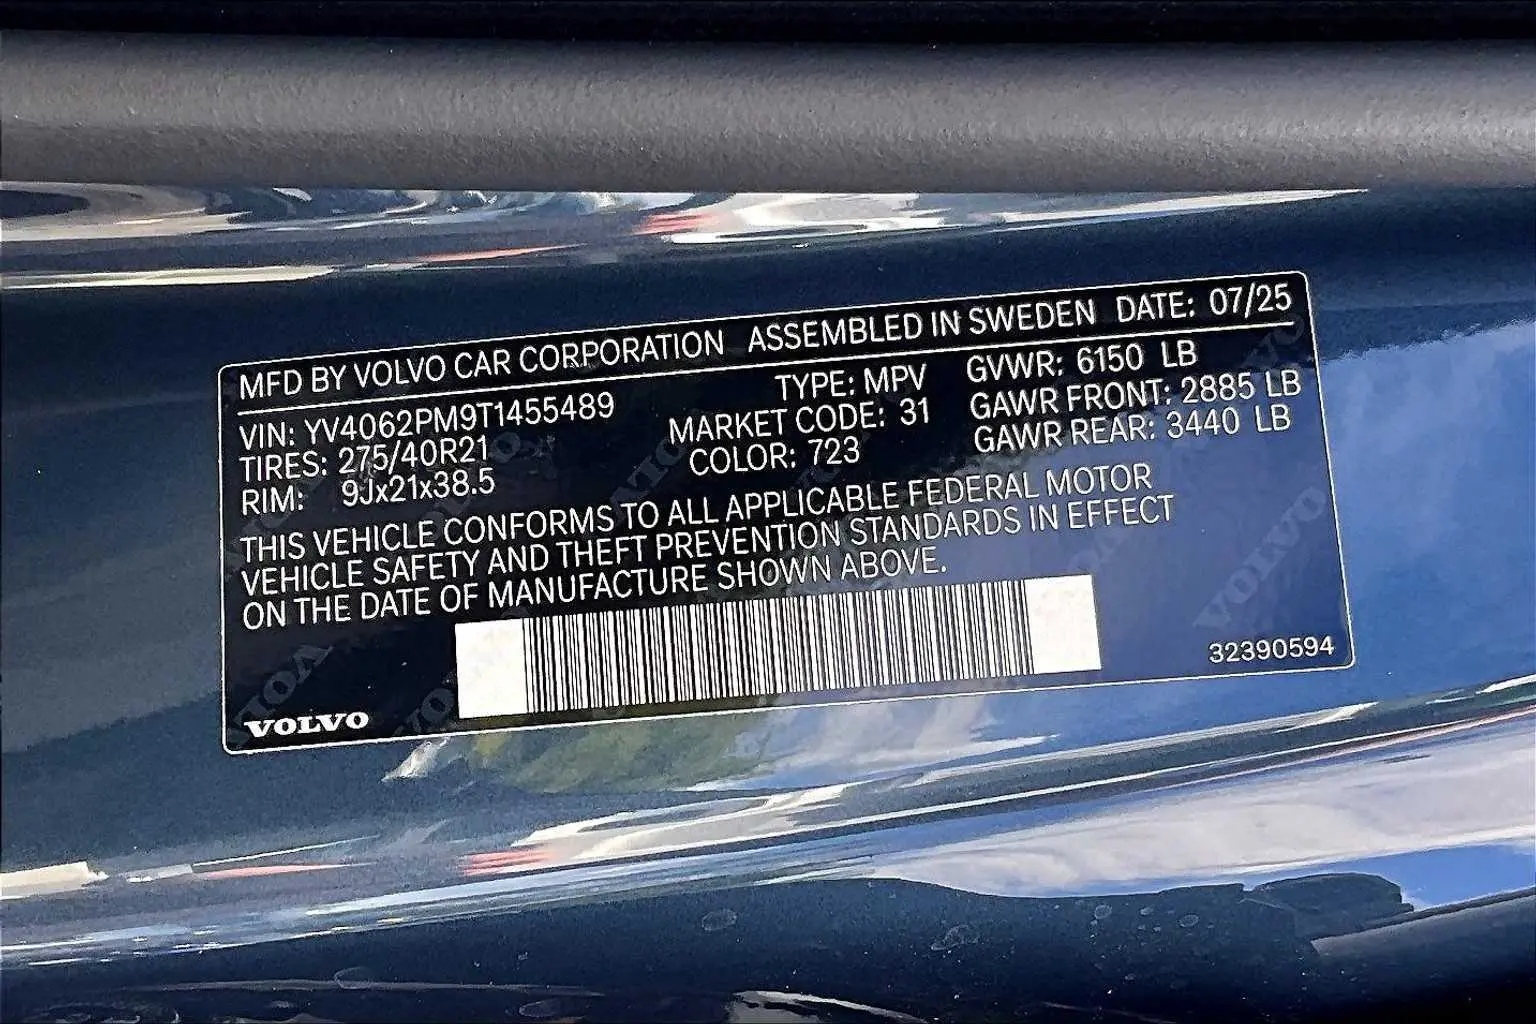 MFD BY VOLVO CAR CORPORATION ASSEMBLED IN SWEDEN DATE: 07/25
VIN: YV4062PM9T1455489 TYPE: MPV GVWR: 6150 LB
TIRES: 275/40R21 MARKET CODE: 31 GAWR FRONT: 2885 LB
RIM: 9Jx21x38.5 COLOR: 723 GAWR REAR: 3440 LB
THIS VEHICLE CONFORMS TO ALL APPLICABLE FEDERAL MOTOR
VEHICLE SAFETY AND THEFT PREVENTION STANDARDS IN EFFECT
ON THE DATE OF MANUFACTURE SHOWN ABOVE.
VOLVO 32390594